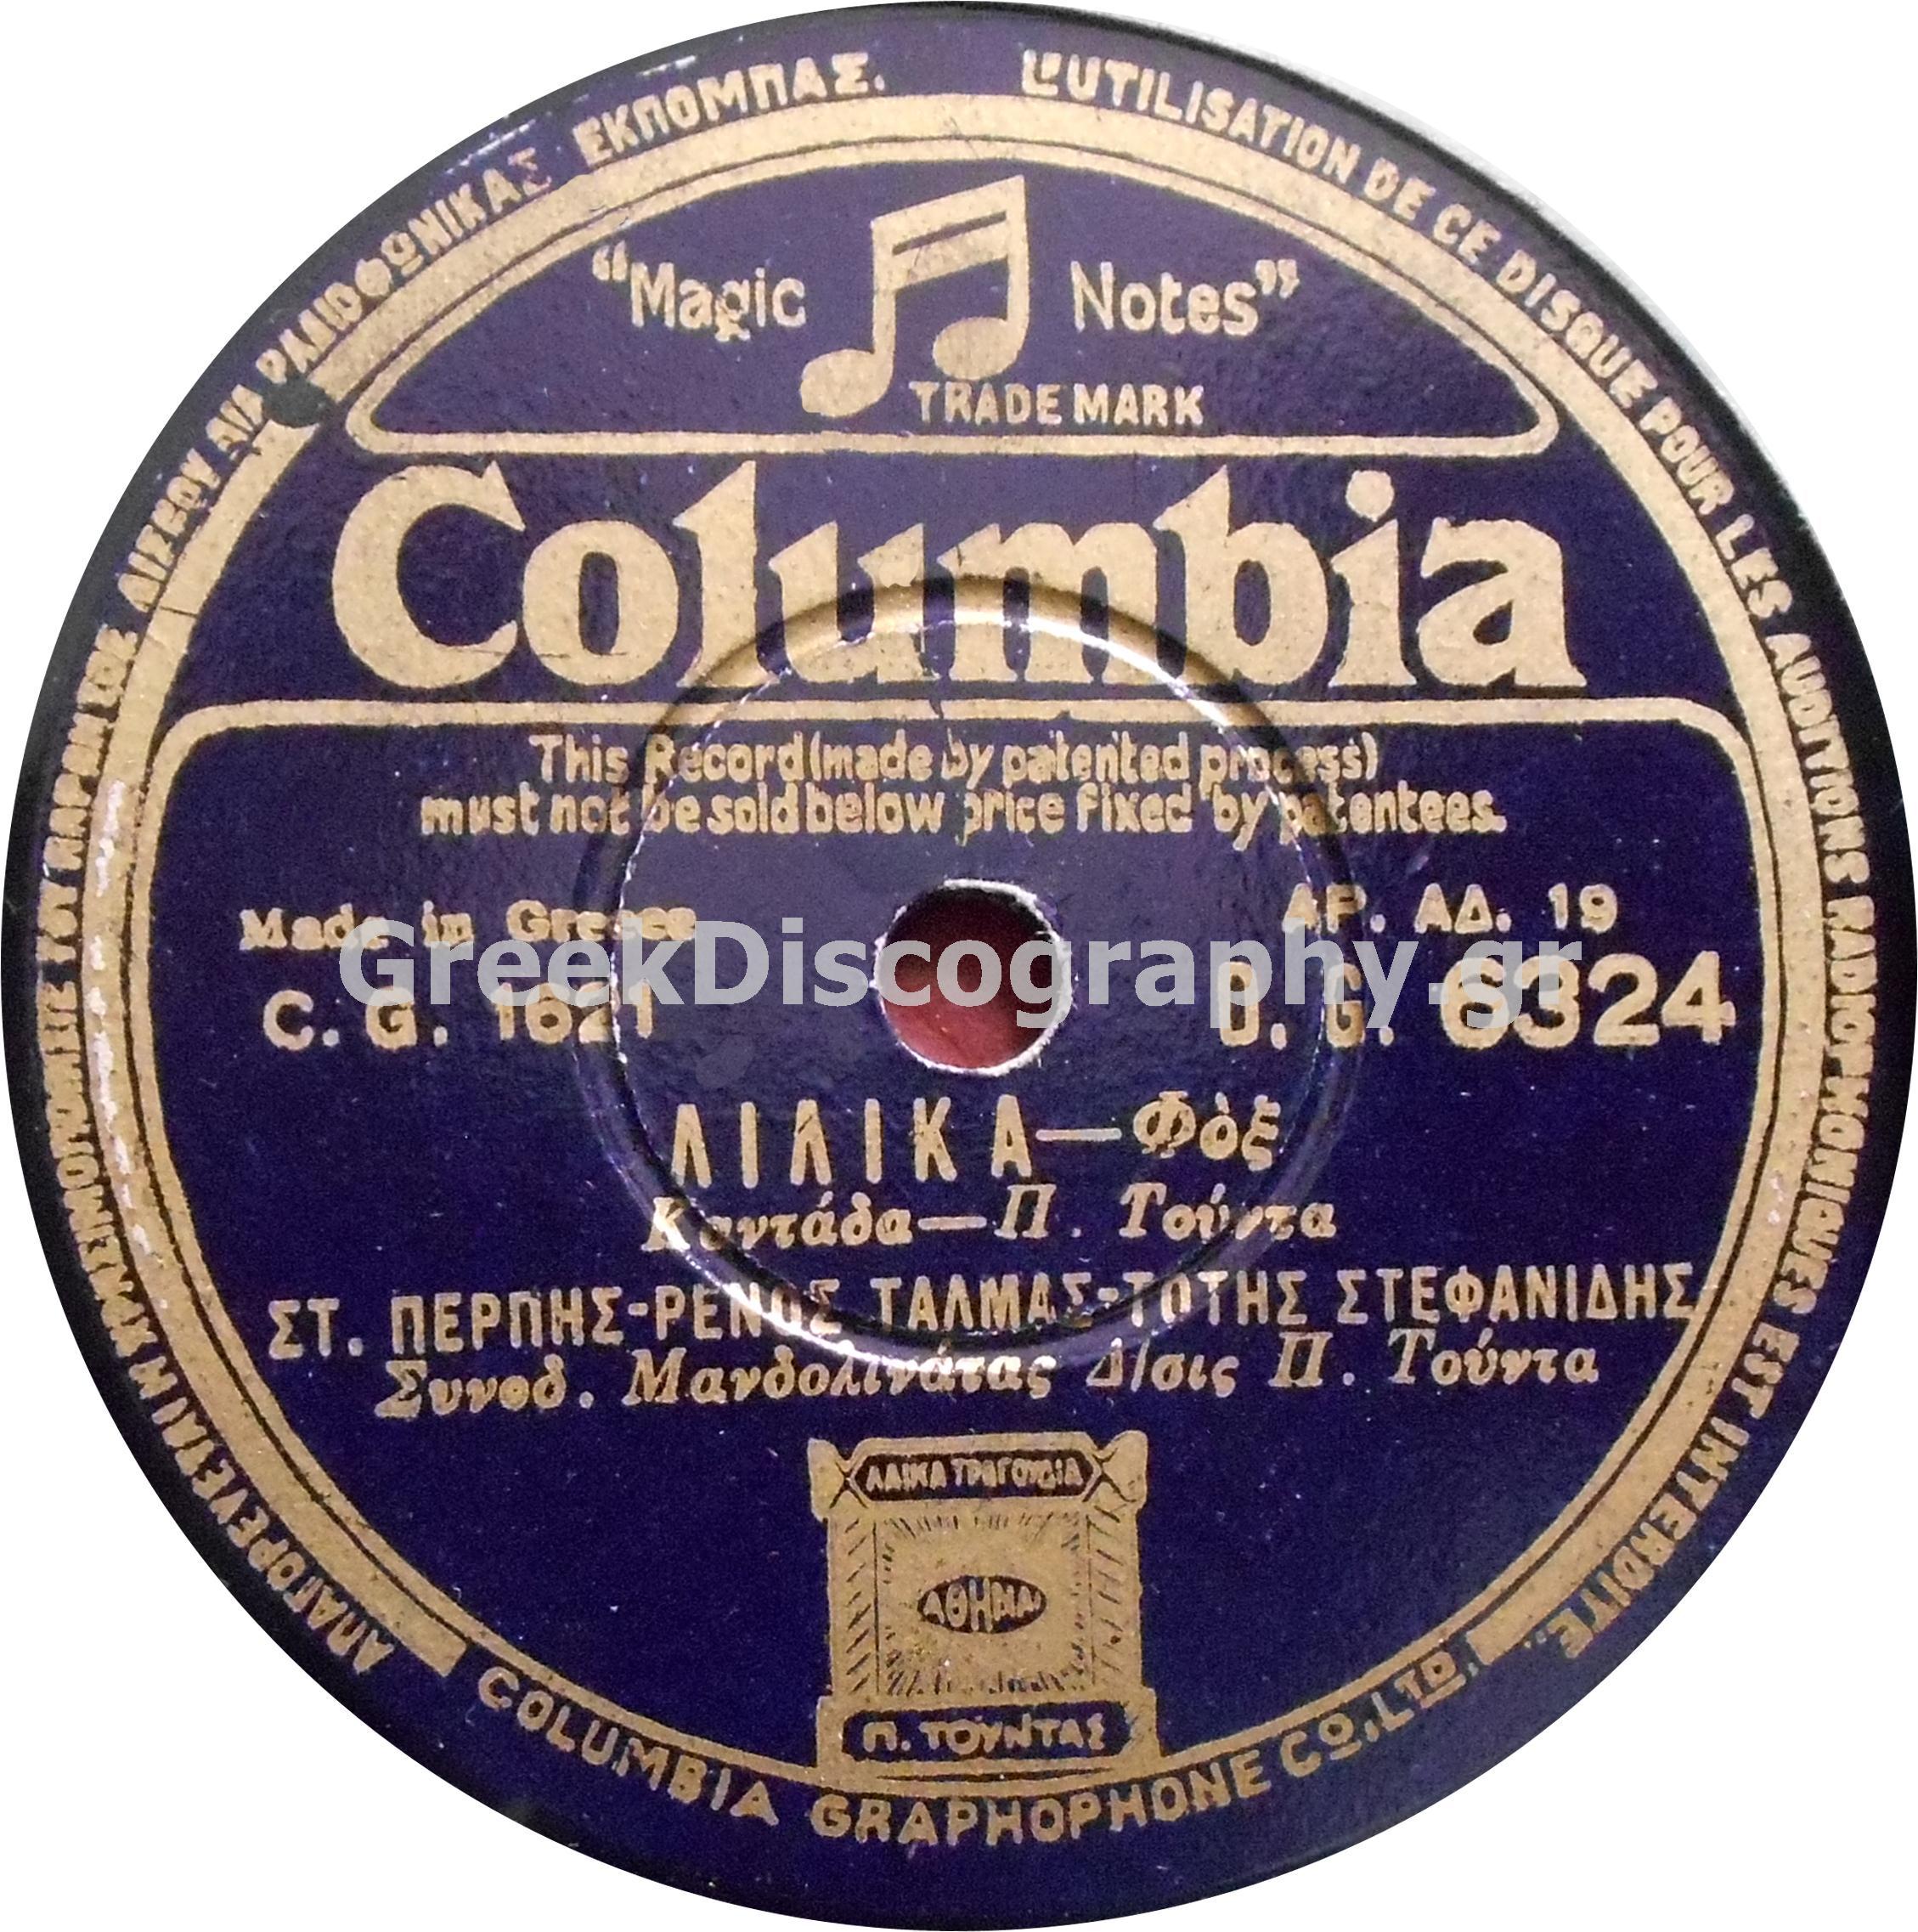 ΑΠΑΓΟΡΕΥΕΤΑΙ Η ΧΡΗΣΙΜΟΠΟΙΗΣΙΣ ΤΟΥ ΠΑΡΟΝΤΟΣ ΔΙΣΚΟΥ ΔΙΑ ΡΑΔΙΟΦΩΝΙΚΑΣ ΕΚΠΟΜΠΑΣ.
L'UTILISATION DE CE DISQUE POUR LES AUDITIONS RADIOPHONIQUES EST INTERDITE.
“Magic Notes”
TRADE MARK
Columbia
This Record (made by patented process)
must not be sold below price fixed by patentees.
Made in Greece
ΑΡ. ΑΔ. 19
GreekDiscography.gr
C. G. 1621
D. G. 6324
ΛΙΛΙΚΑ — Φὸξ
Καντάδα — Π. Τούντα
ΣΤ. ΠΕΡΠΗΣ-ΡΕΝΟΣ ΤΑΛΜΑΣ-ΤΟΤΗΣ ΣΤΕΦΑΝΙΔΗΣ
Συνοδ. Μανδολινάτας Δ/σις Π. Τούντα
ΛΑΙΚΑ ΤΡΑΓΟΥΔΙΑ
ΑΘΗΝΑΙ
Π. ΤΟΥΝΤΑΣ
COLUMBIA GRAPHOPHONE CO. LTD.